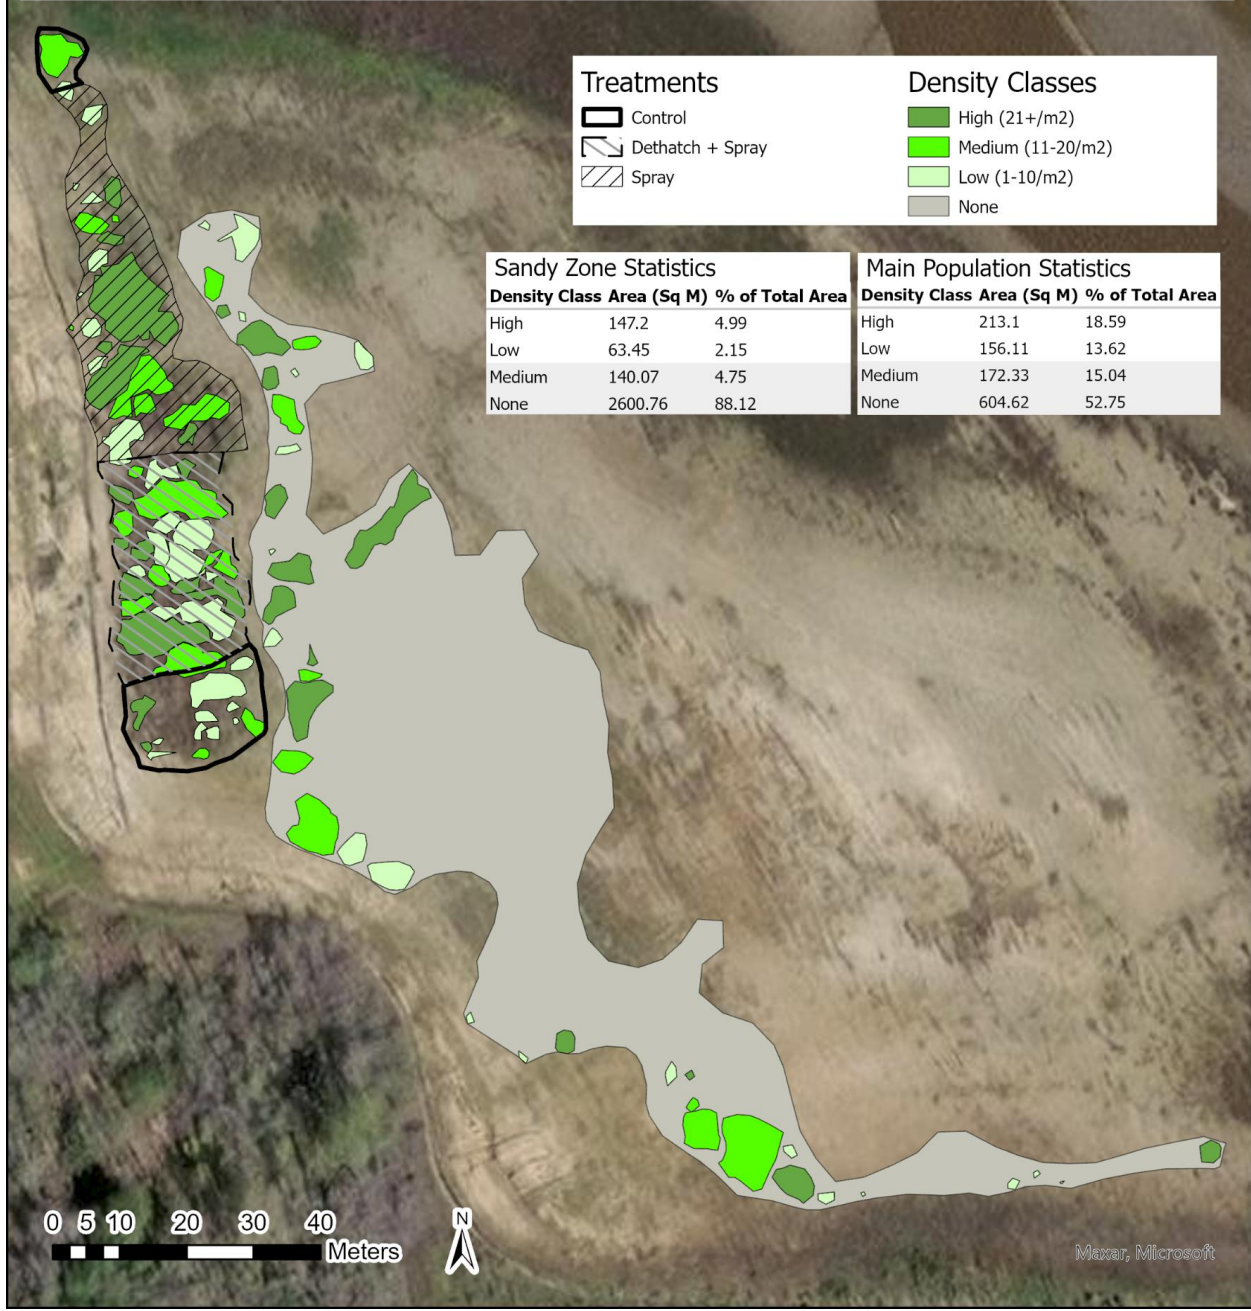 Treatments
Control
Dethatch + Spray
Spray
Density Classes
High (21+/m2)
Medium (11-20/m2)
Low (1-10/m2)
None
Sandy Zone Statistics
Density Class Area (Sq M) % of Total Area
High 147.2 4.99
Low 63.45 2.15
Medium 140.07 4.75
None 2600.76 88.12
Main Population Statistics
Density Class Area (Sq M) % of Total Area
High 213.1 18.59
Low 156.11 13.62
Medium 172.33 15.04
None 604.62 52.75
0 5 10 20 30 40
Meters
N
Maxar, Microsoft